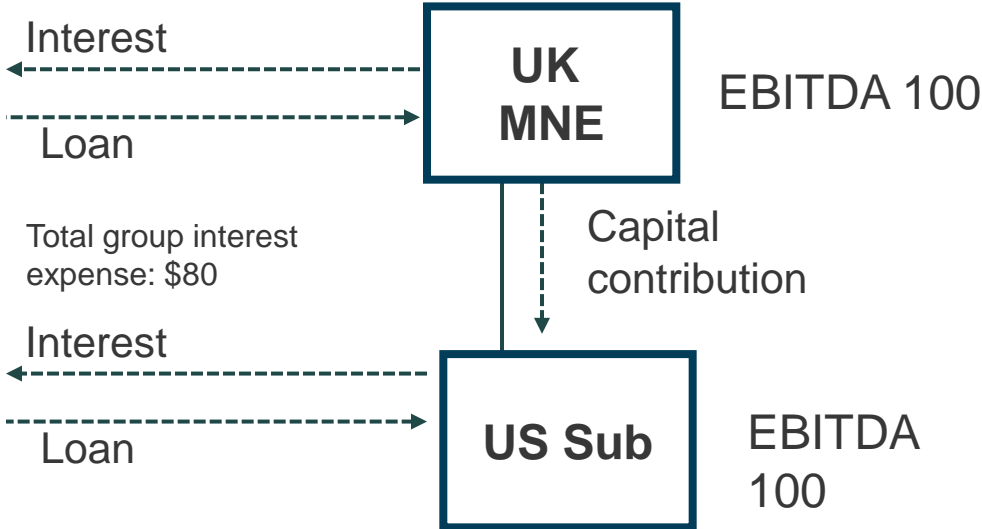 Interest
UK
MNE
EBITDA 100
Loan
Total group interest
expense: $80
Capital
contribution
Interest
US Sub
EBITDA
100
Loan